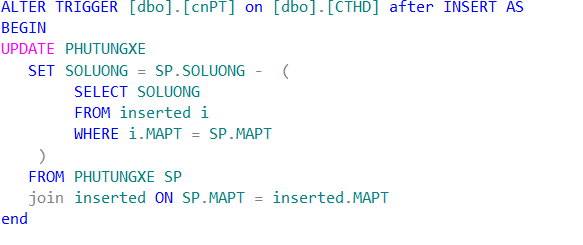 ALTER TRIGGER [dbo].[cnPT] on [dbo].[CTHD] after INSERT AS
BEGIN
UPDATE PHUTUNGXE
SET SOLUONG = SP.SOLUONG - (
SELECT SOLUONG
FROM inserted i
WHERE i.MAPT = SP.MAPT
)
FROM PHUTUNGXE SP
join inserted ON SP.MAPT = inserted.MAPT
end